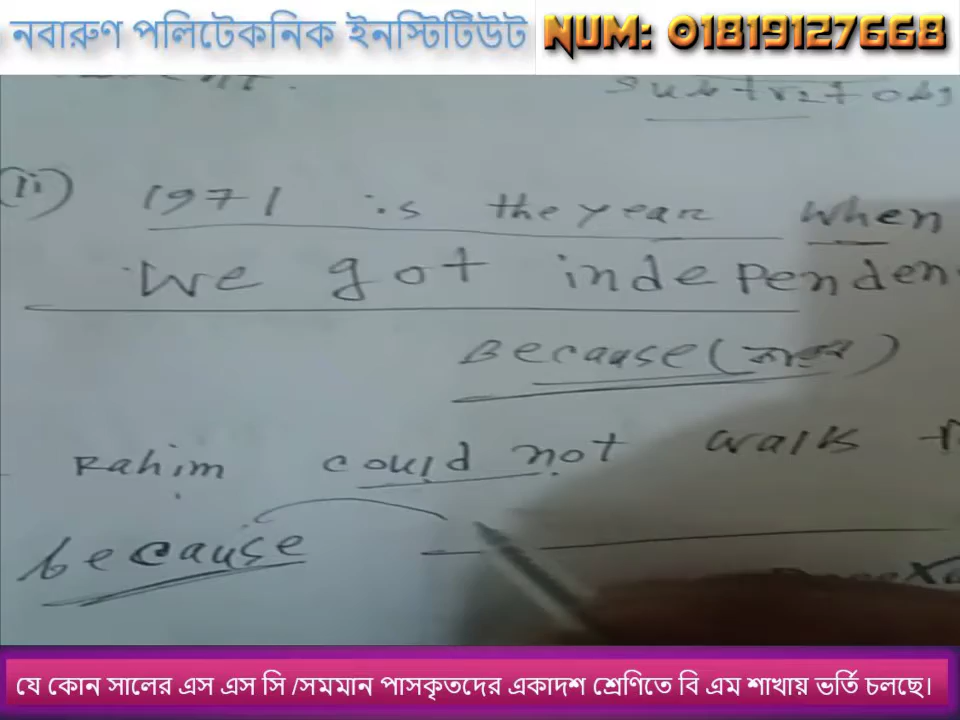 নবারুণ পলিটেকনিক ইনস্টিটিউট NUM: 01819127668
(ii) 1971 is the year when
We got independen
Because (কারণ)
Rahim could not walk
because
যে কোন সালের এস এস সি /সমমান পাসকৃতদের একাদশ শ্রেণিতে বি এম শাখায় ভর্তি চলছে।